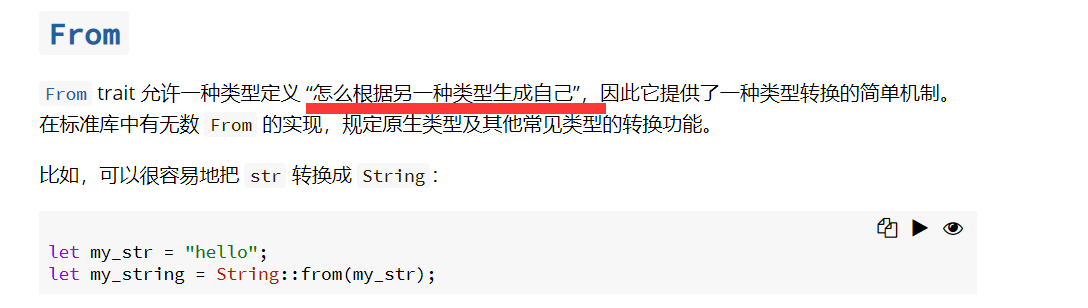 From
From trait 允许一种类型定义 “怎么根据另一种类型生成自己”，因此它提供了一种类型转换的简单机制。
在标准库中有无数 From 的实现，规定原生类型及其他常见类型的转换功能。
比如，可以很容易地把 str 转换成 String：
let my_str = "hello";
let my_string = String::from(my_str);